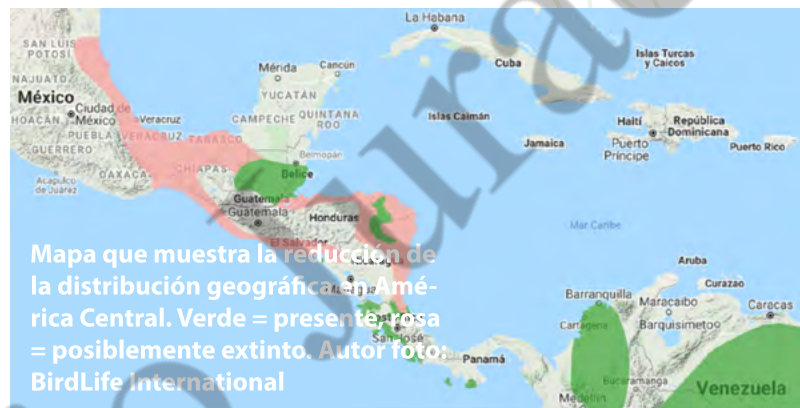 La Habana
Islas Turcas
y Caicos
SAN LUIS
POTOSÍ
Cuba
Mérida
Cancún
NAJUATO
YUCATÁN
México
Ciudad de
México
Veracruz
CAMPECHE
QUINTANA
ROO
Islas Caimán
Haití
República
Dominicana
HOACÁN
PUEBLA
VERACRUZ
TABASCO
Jamaica
Puerto
Príncipe
Puerto Rico
GUERRERO
Belmopán
OAXACA
CHIAPAS
Belice
Acapulco
de Juárez
Guatemala
Guatemala
Honduras
Mar Caribe
El Salvador
Mapa que muestra la reducción de
la distribución geográfica en Amé-
rica Central. Verde = presente, rosa
= posiblemente extinto. Autor foto:
BirdLife International
Aruba
Curazao
Barranquilla
Maracaibo
Caracas
Cartagena
Barquisimeto
San José
Panamá
Bucaramanga
Venezuela
Medellín